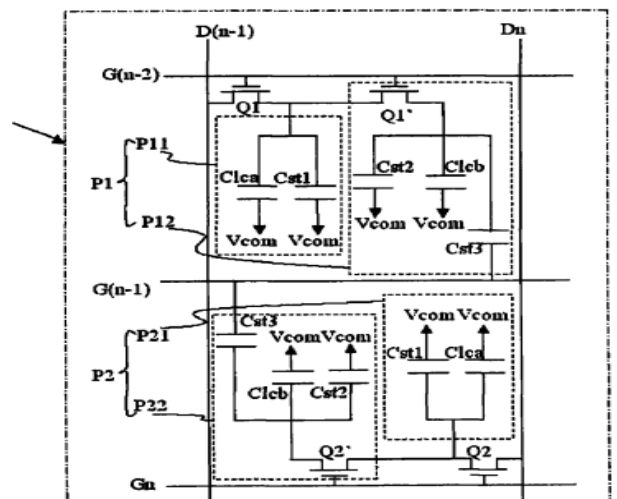 D(n-1) Dn
G(n-2)
Q1 Q1`
P11
Clca Cst1 Cst2 Clcb
P1
P12
Vcom Vcom Vcom Vcom
Cst3
G(n-1)
Cst3
P21 Vcom Vcom Vcom Vcom
Clcb Cst2 Cst1 Clca
P2
P22
Q2` Q2
Gn